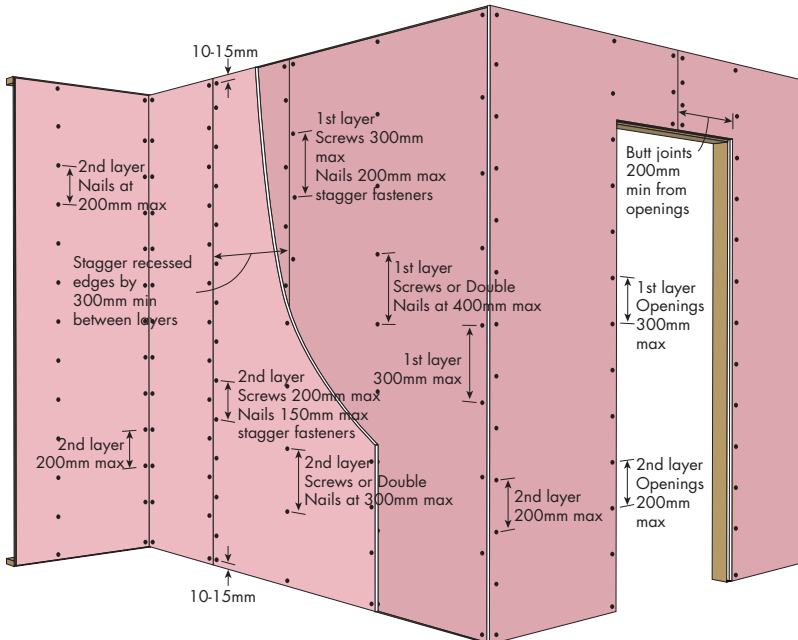 10-15mm
1st layer
Screws 300mm
max
Nails 200mm max
stagger fasteners
Butt joints
200mm
min from
openings
2nd layer
Nails at
200mm max
Stagger recessed
edges by
300mm min
between layers
1st layer
Screws or Double
Nails at 400mm max
1st layer
Openings
300mm
max
1st layer
300mm max
2nd layer
Screws 200mm max
Nails 150mm max
stagger fasteners
2nd layer
200mm max
2nd layer
Screws or Double
Nails at 300mm max
2nd layer
200mm max
2nd layer
Openings
200mm
max
10-15mm